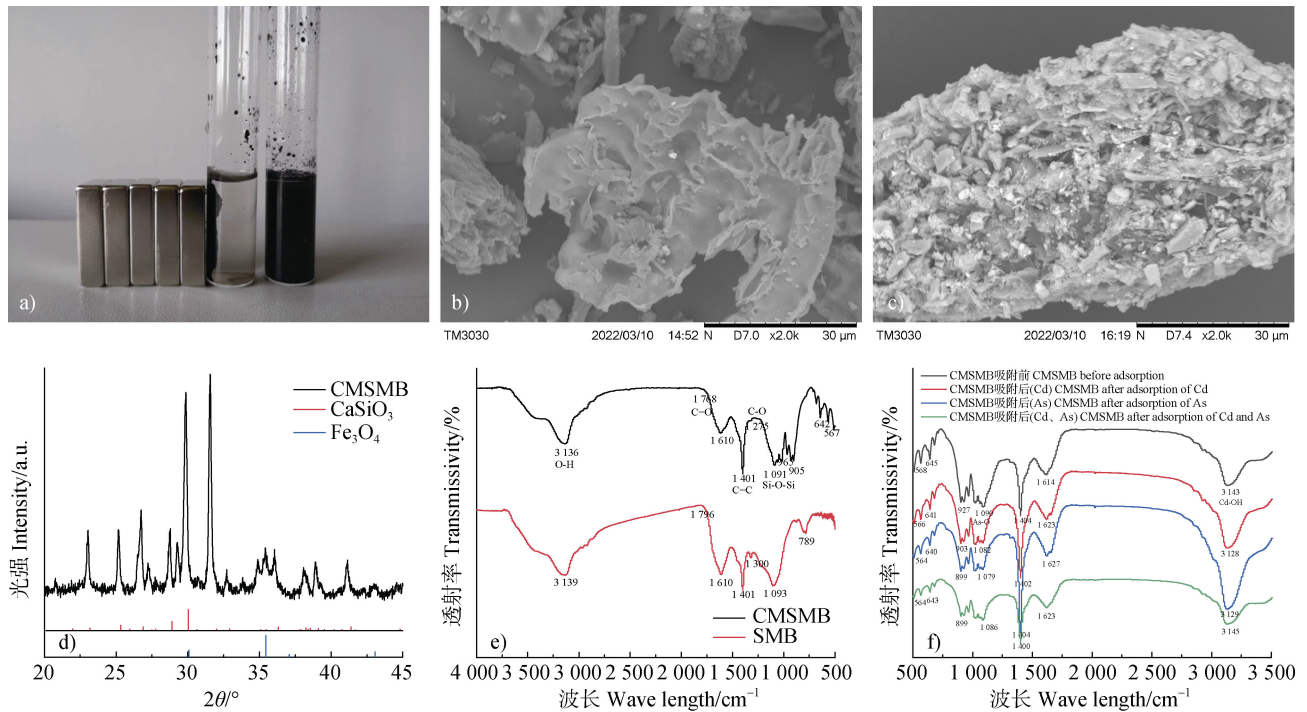 a)
b)
TM3030 2022/03/10 14:52 N D7.0 x2.0k 30 μm
c)
TM3030 2022/03/10 16:19 N D7.4 x2.0k 30 μm
光强 Intensity/a.u.
CMSMB
CaSiO3
Fe3O4
d)
20 25 30 35 40 45
2θ/°
透射率 Transmissivity/%
1 768
C=O
1 610
3 136
O-H
1 401
C=C
C-O
1 275
1 091
965
905
Si-O-Si
642
567
1 796
3 139
1 610
1 401
1 300
1 093
789
CMSMB
SMB
e)
4 000 3 500 3 000 2 500 2 000 1 500 1 000 500
波长 Wave length/cm−1
透射率 Transmissivity/%
CMSMB吸附前 CMSMB before adsorption
CMSMB吸附后(Cd) CMSMB after adsorption of Cd
CMSMB吸附后(As) CMSMB after adsorption of As
CMSMB吸附后(Cd、As) CMSMB after adsorption of Cd and As
568
645
927
1 090
As-O
1 404
1 614
3 143
Cd-OH
566
641
903
1 082
1 402
1 623
3 128
564
640
899
1 079
1 400
1 627
3 129
564
643
899
1 086
1 404
1 623
3 145
f)
500 1 000 1 500 2 000 2 500 3 000 3 500
波长 Wave length/cm−1